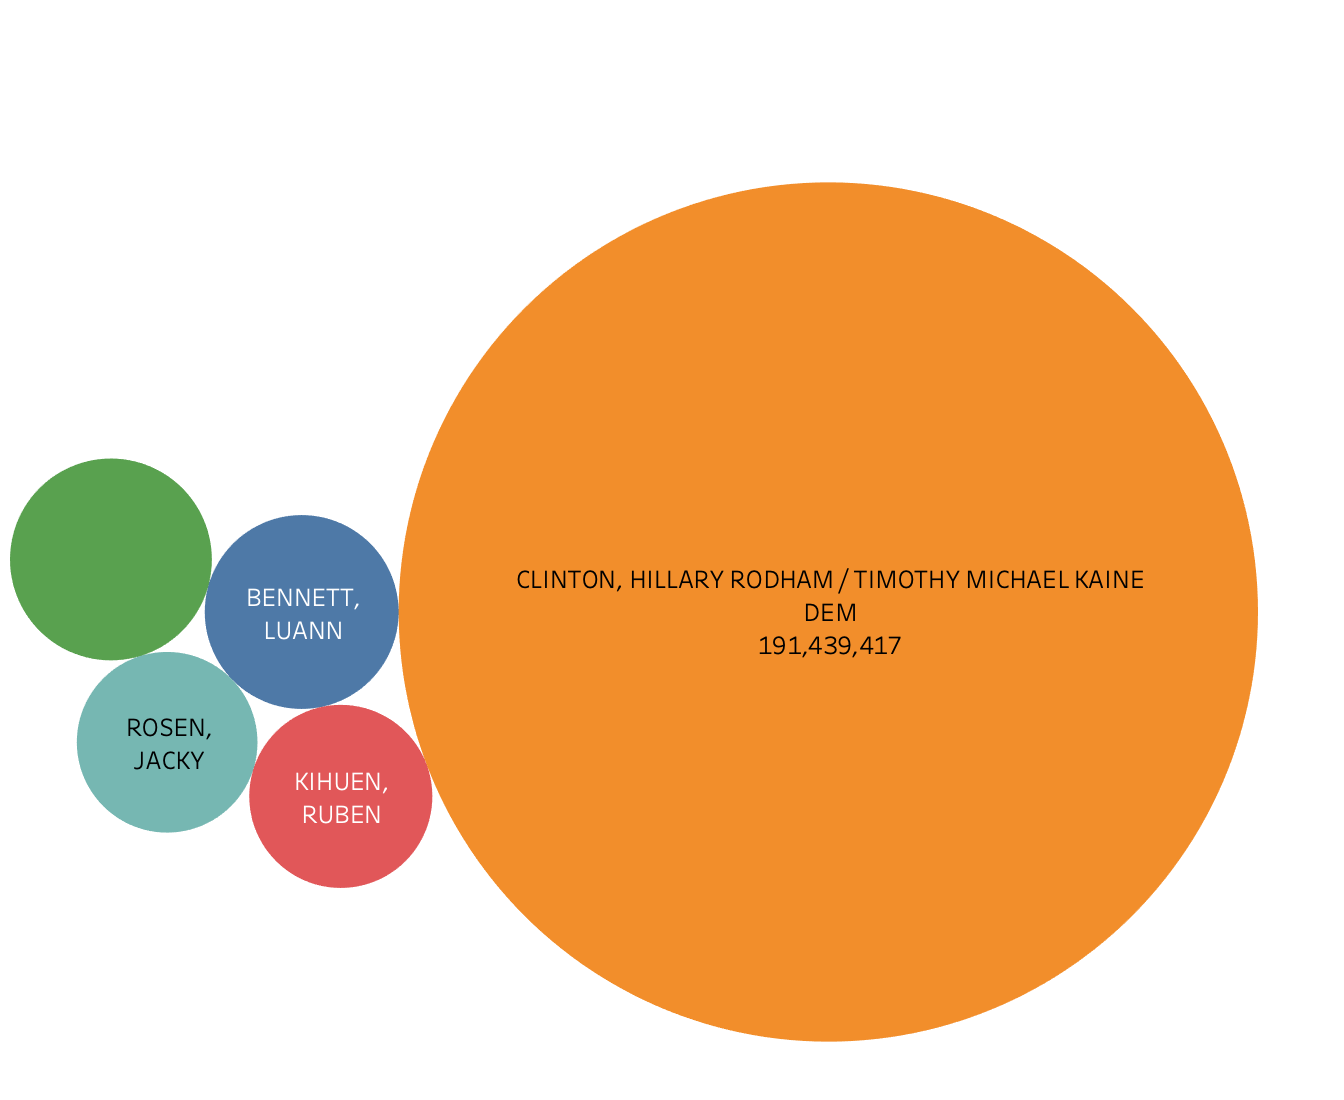 BENNETT,
LUANN
CLINTON, HILLARY RODHAM / TIMOTHY MICHAEL KAINE
DEM
191,439,417
ROSEN,
JACKY
KIHUEN,
RUBEN